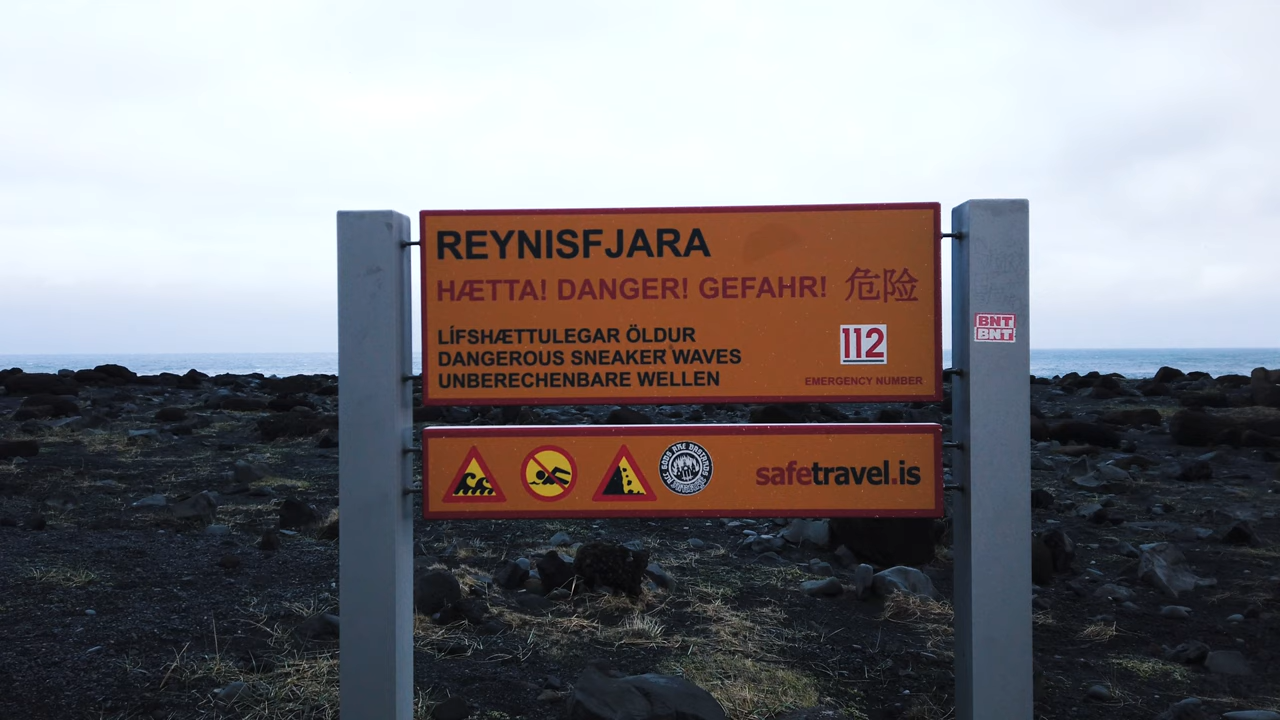 REYNISFJARA
HÆTTA! DANGER! GEFAHR! 危险
LÍFSHÆTTULEGAR ÖLDUR
DANGEROUS SNEAKER WAVES
UNBERECHENBARE WELLEN
112
EMERGENCY NUMBER
BNT
BNT
safetravel.is